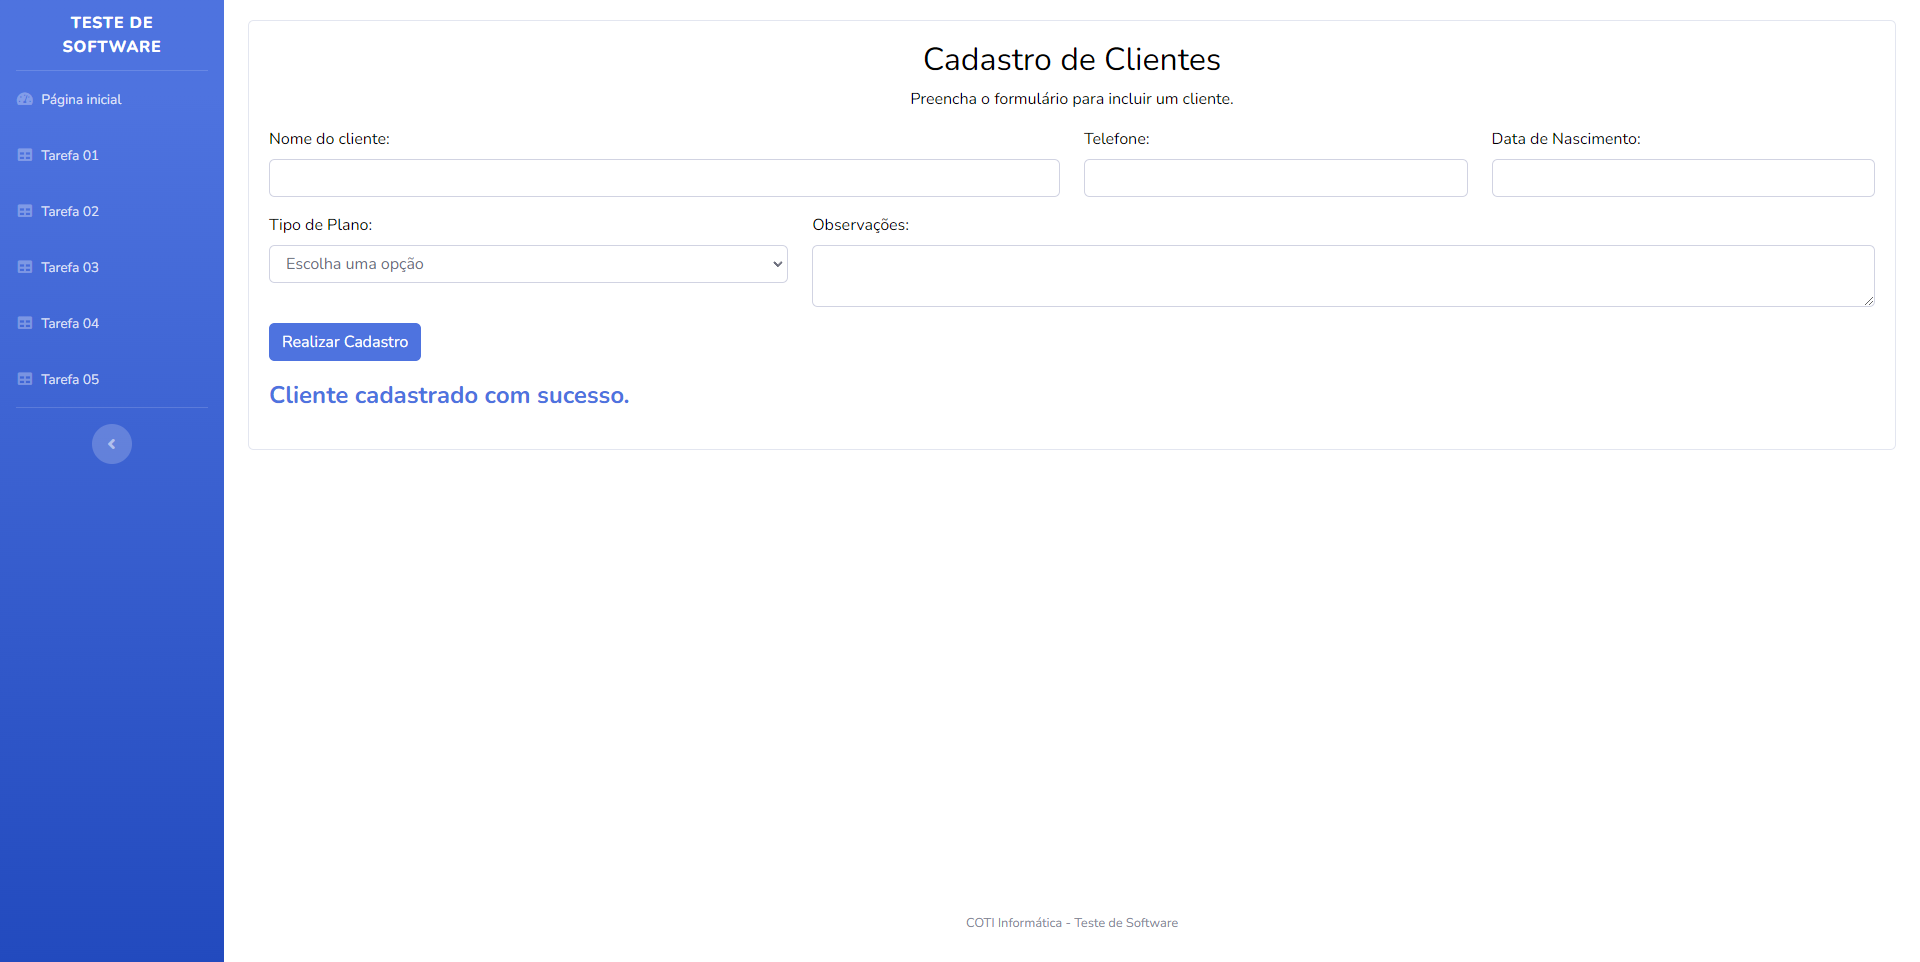 TESTE DE
SOFTWARE
Página inicial
Tarefa 01
Tarefa 02
Tarefa 03
Tarefa 04
Tarefa 05
Cadastro de Clientes
Preencha o formulário para incluir um cliente.
Nome do cliente:
Telefone:
Data de Nascimento:
Tipo de Plano:
Observações:
Escolha uma opção
Realizar Cadastro
Cliente cadastrado com sucesso.
COTI Informática - Teste de Software